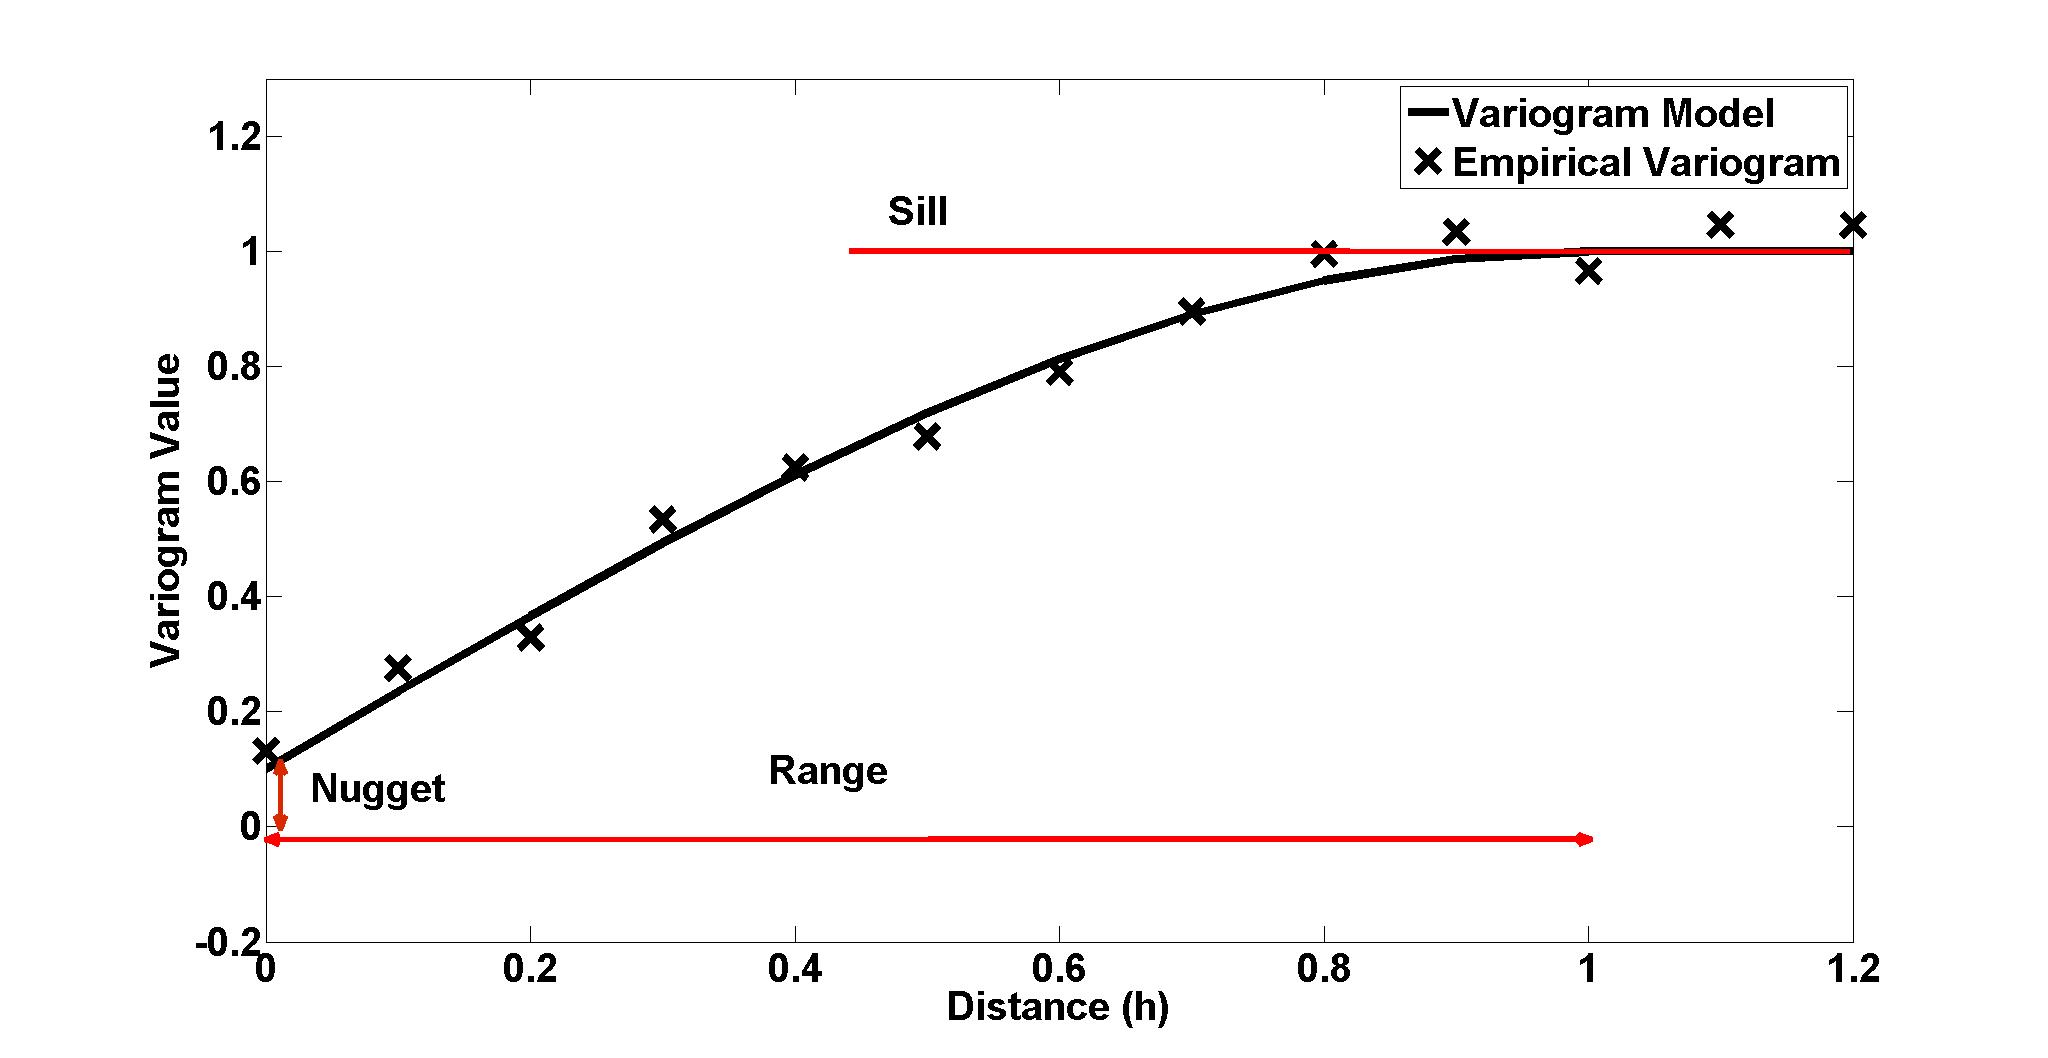 Variogram Model
Empirical Variogram
Sill
Nugget
Range
Variogram Value
1.2
1
0.8
0.6
0.4
0.2
0
-0.2
0 0.2 0.4 0.6 0.8 1 1.2
Distance (h)